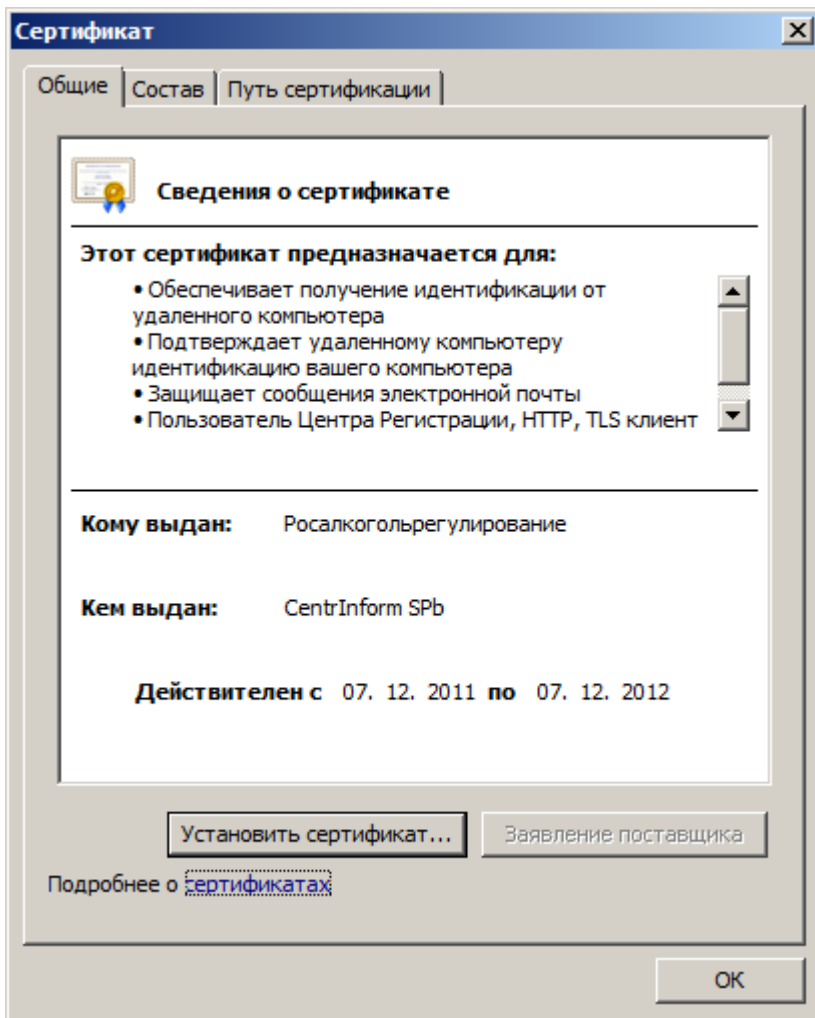 Сертификат
Общие Состав Путь сертификации
Сведения о сертификате
Этот сертификат предназначается для:
• Обеспечивает получение идентификации от
удаленного компьютера
• Подтверждает удаленному компьютеру
идентификацию вашего компьютера
• Защищает сообщения электронной почты
• Пользователь Центра Регистрации, HTTP, TLS клиент
Кому выдан: Росалкогольрегулирование
Кем выдан: CentrInform SPb
Действителен с 07. 12. 2011 по 07. 12. 2012
Установить сертификат... Заявление поставщика
Подробнее о сертификатах
ОК